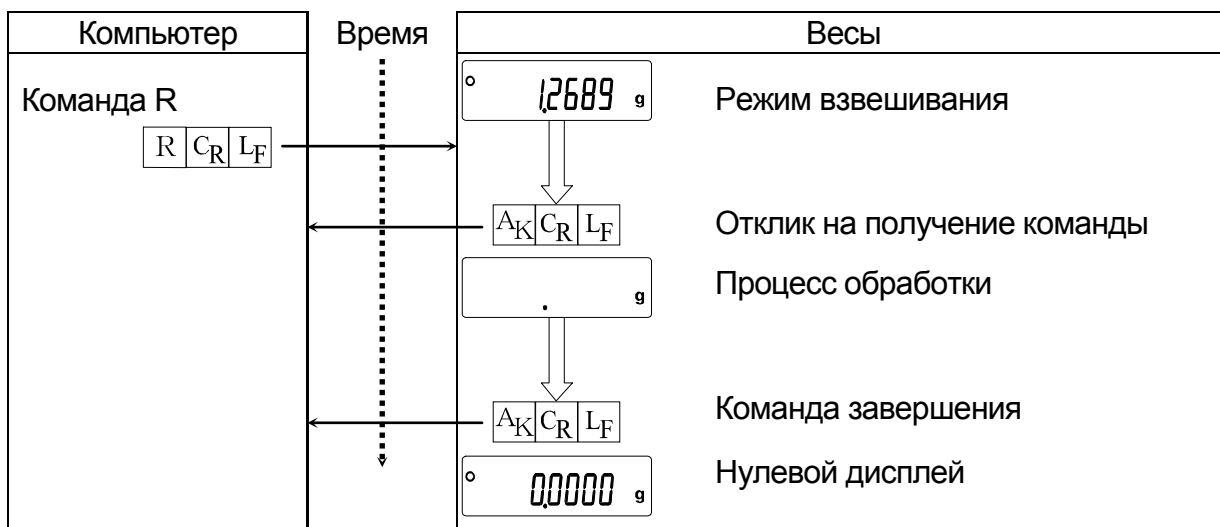 Компьютер Время Весы
Команда R
1.2689 g Режим взвешивания
R CR LF
AK CR LF Отклик на получение команды
. g Процесс обработки
AK CR LF Команда завершения
0.0000 g Нулевой дисплей